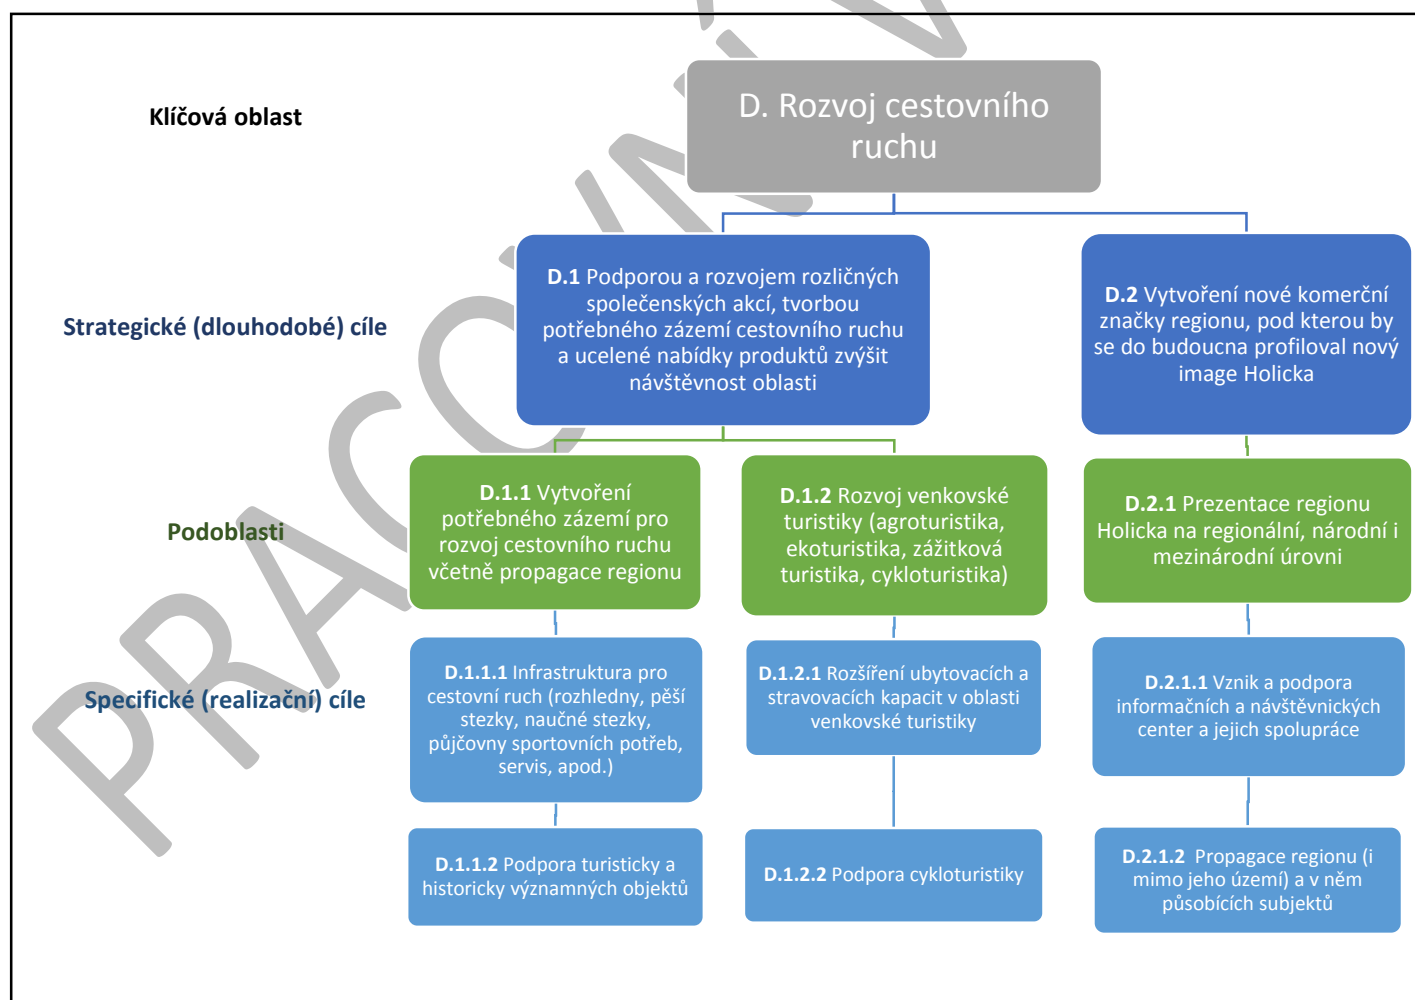 Klíčová oblast
D. Rozvoj cestovního
ruchu
Strategické (dlouhodobé) cíle
D.1 Podporou a rozvojem rozličných
společenských akcí, tvorbou
potřebného zázemí cestovního ruchu
a ucelené nabídky produktů zvýšit
návštěvnost oblasti
D.2 Vytvoření nové komerční
značky regionu, pod kterou by
se do budoucna profiloval nový
image Holicka
Podoblasti
D.1.1 Vytvoření
potřebného zázemí pro
rozvoj cestovního ruchu
včetně propagace regionu
D.1.2 Rozvoj venkovské
turistiky (agroturistika,
ekoturistika, zážitková
turistika, cykloturistika)
D.2.1 Prezentace regionu
Holicka na regionální, národní i
mezinárodní úrovni
Specifické (realizační) cíle
D.1.1.1 Infrastruktura pro
cestovní ruch (rozhledny, pěší
stezky, naučné stezky,
půjčovny sportovních potřeb,
servis, apod.)
D.1.2.1 Rozšíření ubytovacích a
stravovacích kapacit v oblasti
venkovské turistiky
D.2.1.1 Vznik a podpora
informačních a návštěvnických
center a jejich spolupráce
D.1.1.2 Podpora turisticky a
historicky významných objektů
D.1.2.2 Podpora cykloturistiky
D.2.1.2 Propagace regionu (i
mimo jeho území) a v něm
působících subjektů